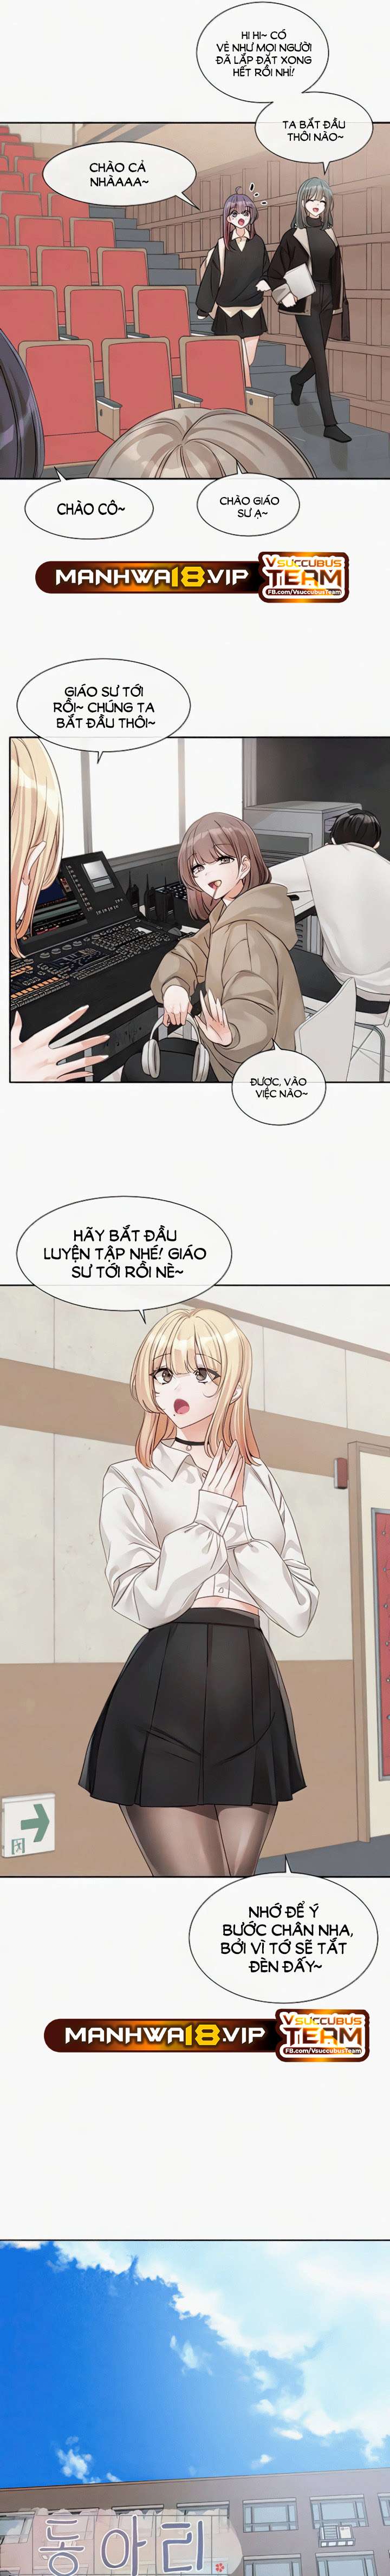 HI HI~ CÓ
VẺ NHƯ MỌI NGƯỜI
ĐÃ LẮP ĐẶT XONG
HẾT RỒI NHỈ!
TA BẮT ĐẦU
THÔI NÀO~
CHÀO CẢ
NHÀAAA~
CHÀO CÔ~
CHÀO GIÁO
SƯ Ạ~
MANHWA18.VIP
VSUCCUBUS
TEAM
FB.com/VsuccubusTeam
GIÁO SƯ TỚI
RỒI~ CHÚNG TA
BẮT ĐẦU THÔI~
ĐƯỢC, VÀO
VIỆC NÀO~
HÃY BẮT ĐẦU
LUYỆN TẬP NHÉ! GIÁO
SƯ TỚI RỒI NÈ~
NHỚ ĐỂ Ý
BƯỚC CHÂN NHA,
BỞI VÌ TỚ SẼ TẮT
ĐÈN ĐẤY~
MANHWA18.VIP
VSUCCUBUS
TEAM
FB.com/VsuccubusTeam
동아리